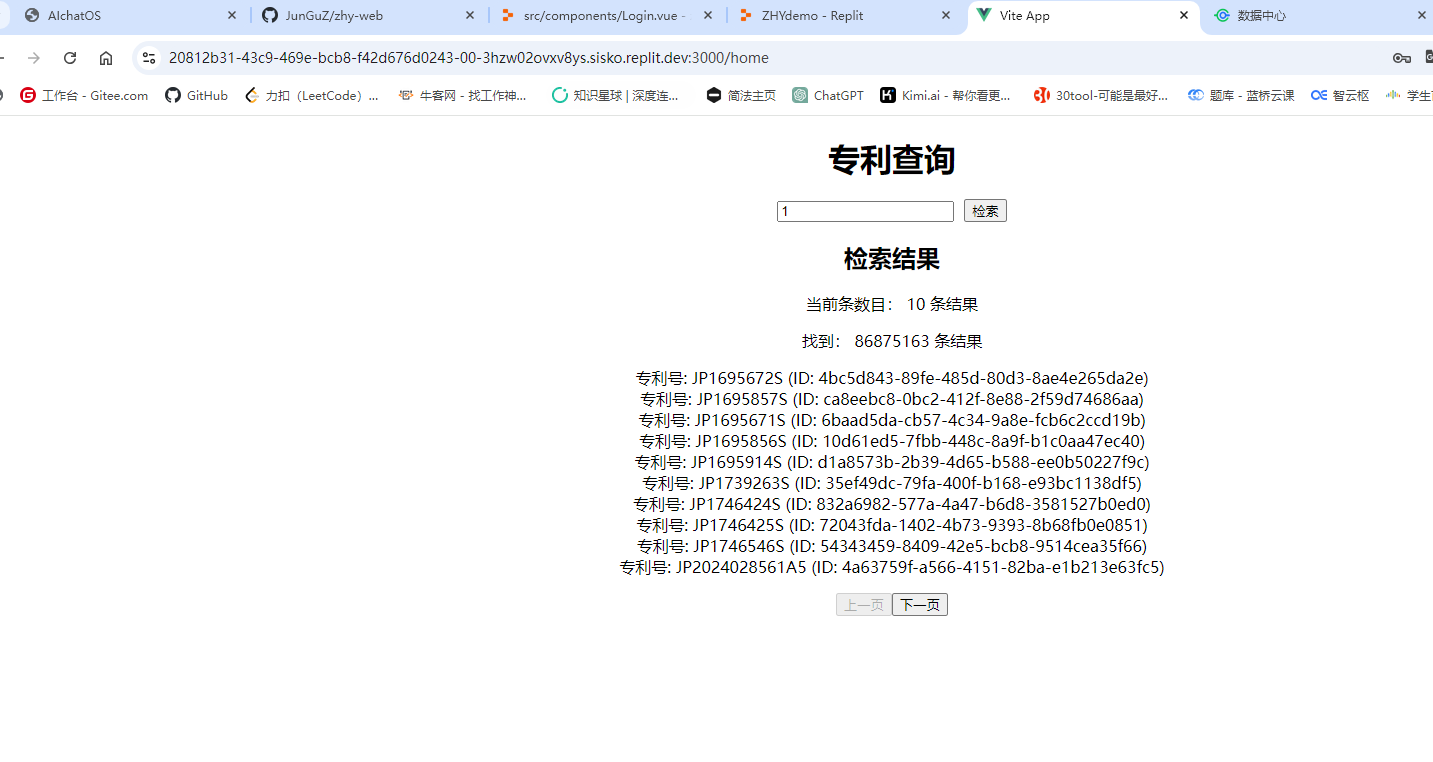 AIchatOS
JunGuZ/zhy-web
src/components/Login.vue -
ZHYdemo - Replit
Vite App
数据中心
20812b31-43c9-469e-bcb8-f42d676d0243-00-3hzw02ovxv8ys.sisko.replit.dev:3000/home
工作台 - Gitee.com
GitHub
力扣（LeetCode）...
牛客网 - 找工作神...
知识星球 | 深度连...
简法主页
ChatGPT
Kimi.ai - 帮你看更...
30tool-可能是最好...
题库 - 蓝桥云课
智云枢
专利查询
1
检索
检索结果
当前条数目： 10 条结果
找到： 86875163 条结果
专利号: JP1695672S (ID: 4bc5d843-89fe-485d-80d3-8ae4e265da2e)
专利号: JP1695857S (ID: ca8eebc8-0bc2-412f-8e88-2f59d74686aa)
专利号: JP1695671S (ID: 6baad5da-cb57-4c34-9a8e-fcb6c2ccd19b)
专利号: JP1695856S (ID: 10d61ed5-7fbb-448c-8a9f-b1c0aa47ec40)
专利号: JP1695914S (ID: d1a8573b-2b39-4d65-b588-ee0b50227f9c)
专利号: JP1739263S (ID: 35ef49dc-79fa-400f-b168-e93bc1138df5)
专利号: JP1746424S (ID: 832a6982-577a-4a47-b6d8-3581527b0ed0)
专利号: JP1746425S (ID: 72043fda-1402-4b73-9393-8b68fb0e0851)
专利号: JP1746546S (ID: 54343459-8409-42e5-bcb8-9514cea35f66)
专利号: JP2024028561A5 (ID: 4a63759f-a566-4151-82ba-e1b213e63fc5)
上一页
下一页